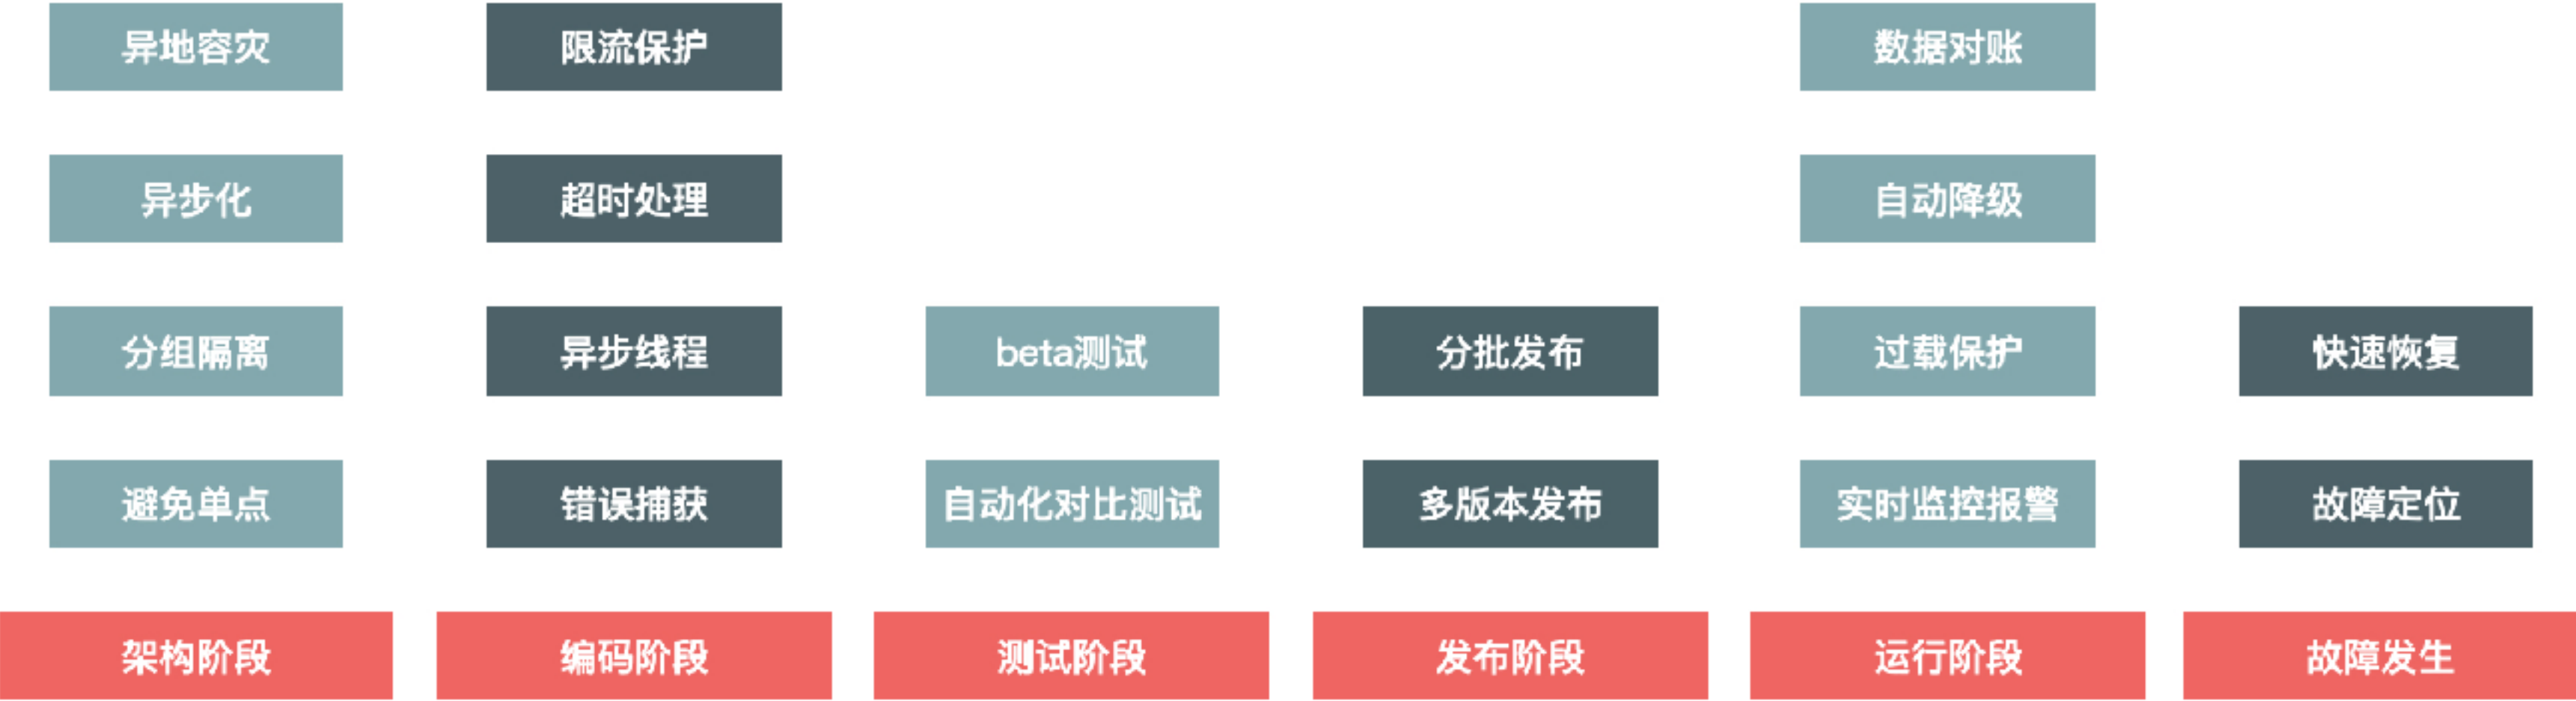 异地容灾
限流保护
数据对账
异步化
超时处理
自动降级
分组隔离
异步线程
beta测试
分批发布
过载保护
快速恢复
避免单点
错误捕获
自动化对比测试
多版本发布
实时监控报警
故障定位
架构阶段
编码阶段
测试阶段
发布阶段
运行阶段
故障发生